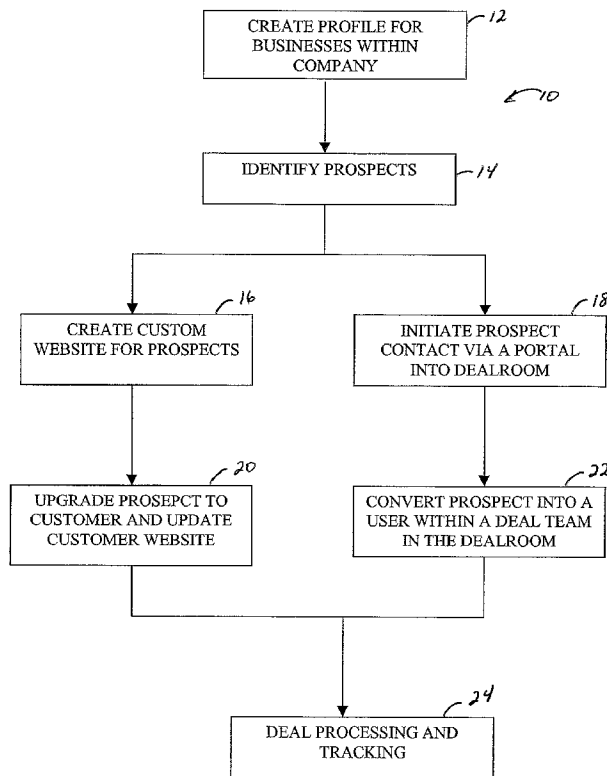 CREATE PROFILE FOR
BUSINESSES WITHIN
COMPANY
12
10
IDENTIFY PROSPECTS
14
16
CREATE CUSTOM
WEBSITE FOR PROSPECTS
18
INITIATE PROSPECT
CONTACT VIA A PORTAL
INTO DEALROOM
20
UPGRADE PROSEPCT TO
CUSTOMER AND UPDATE
CUSTOMER WEBSITE
22
CONVERT PROSPECT INTO A
USER WITHIN A DEAL TEAM
IN THE DEALROOM
24
DEAL PROCESSING AND
TRACKING